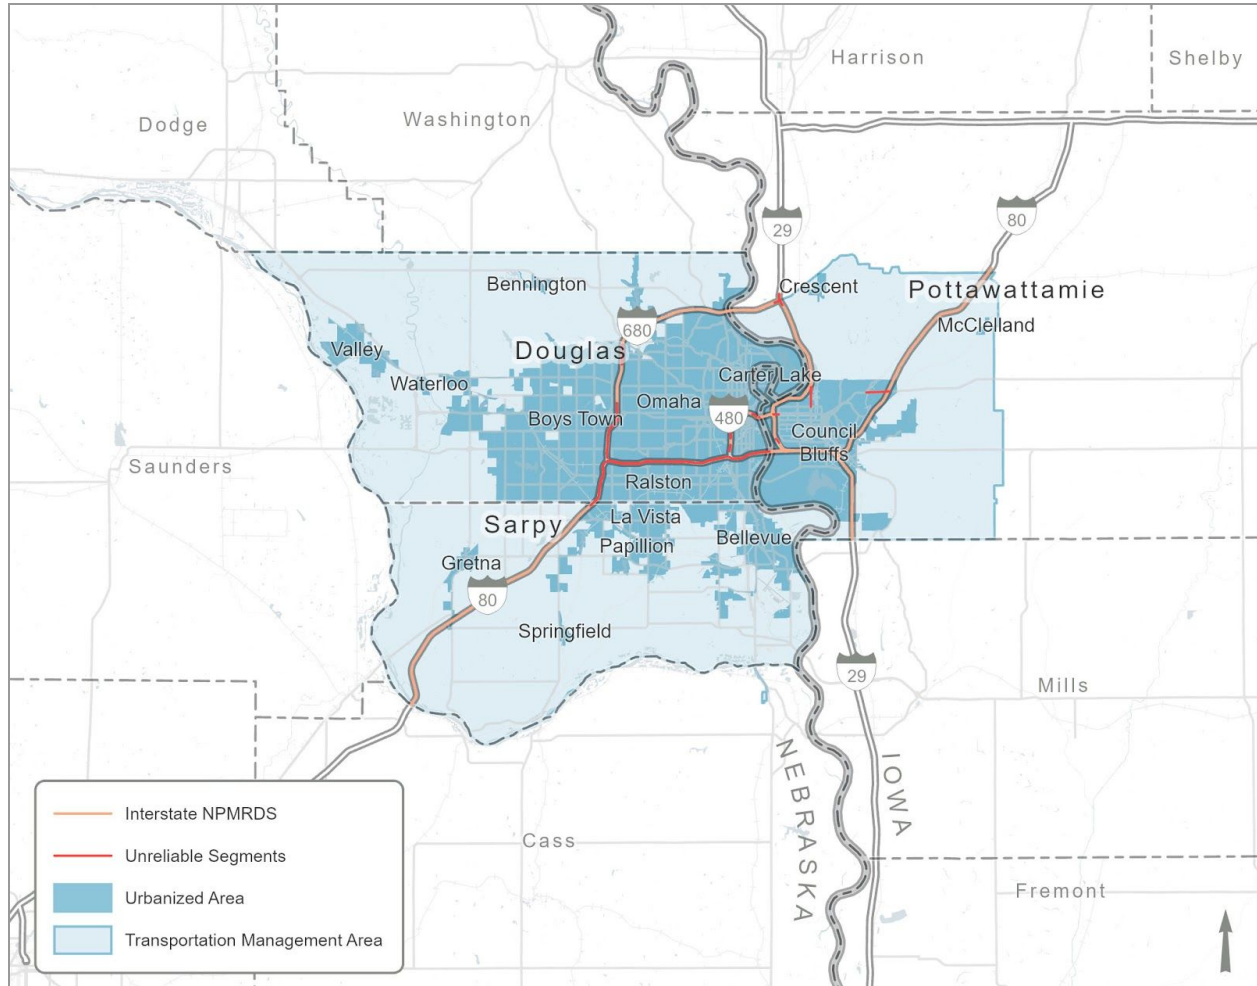 Harrison
Shelby
Dodge
Washington
29
80
Bennington
Crescent
Pottawattamie
McClelland
680
Douglas
Valley
Waterloo
Carter Lake
Omaha
480
Boys Town
Council
Bluffs
Saunders
Ralston
Sarpy
La Vista
Papillion
Bellevue
Gretna
80
Springfield
29
Mills
NEBRASKA
IOWA
Cass
Fremont
Interstate NPMRDS
Unreliable Segments
Urbanized Area
Transportation Management Area